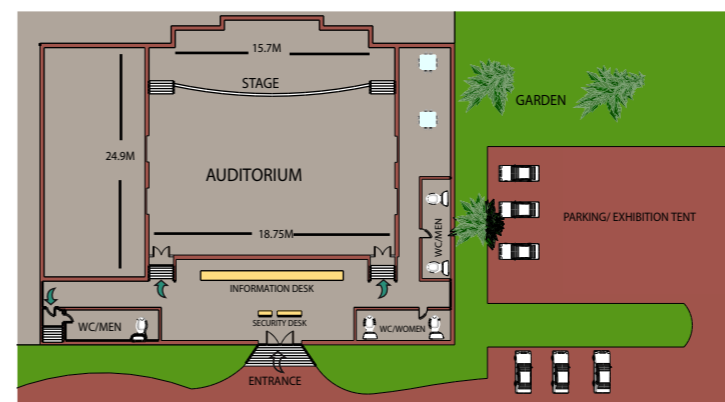 15.7M
STAGE
GARDEN
24.9M
AUDITORIUM
PARKING/ EXHIBITION TENT
18.75M
WC/MEN
INFORMATION DESK
SECURITY DESK
WC/MEN
WC/WOMEN
ENTRANCE